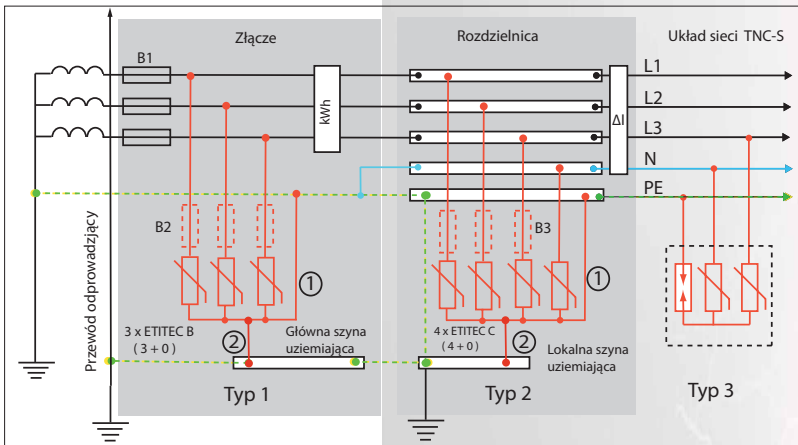 Złącze
Rozdzielnica
Układ sieci TNC-S
B1
kWh
ΔI
L1
L2
L3
N
PE
Przewód odprowadzający
B2
B3
1
1
3 x ETITEC B
( 3 + 0 )
2
Główna szyna
uziemiająca
4 x ETITEC C
( 4 + 0 )
2
Lokalna szyna
uziemiająca
Typ 1
Typ 2
Typ 3